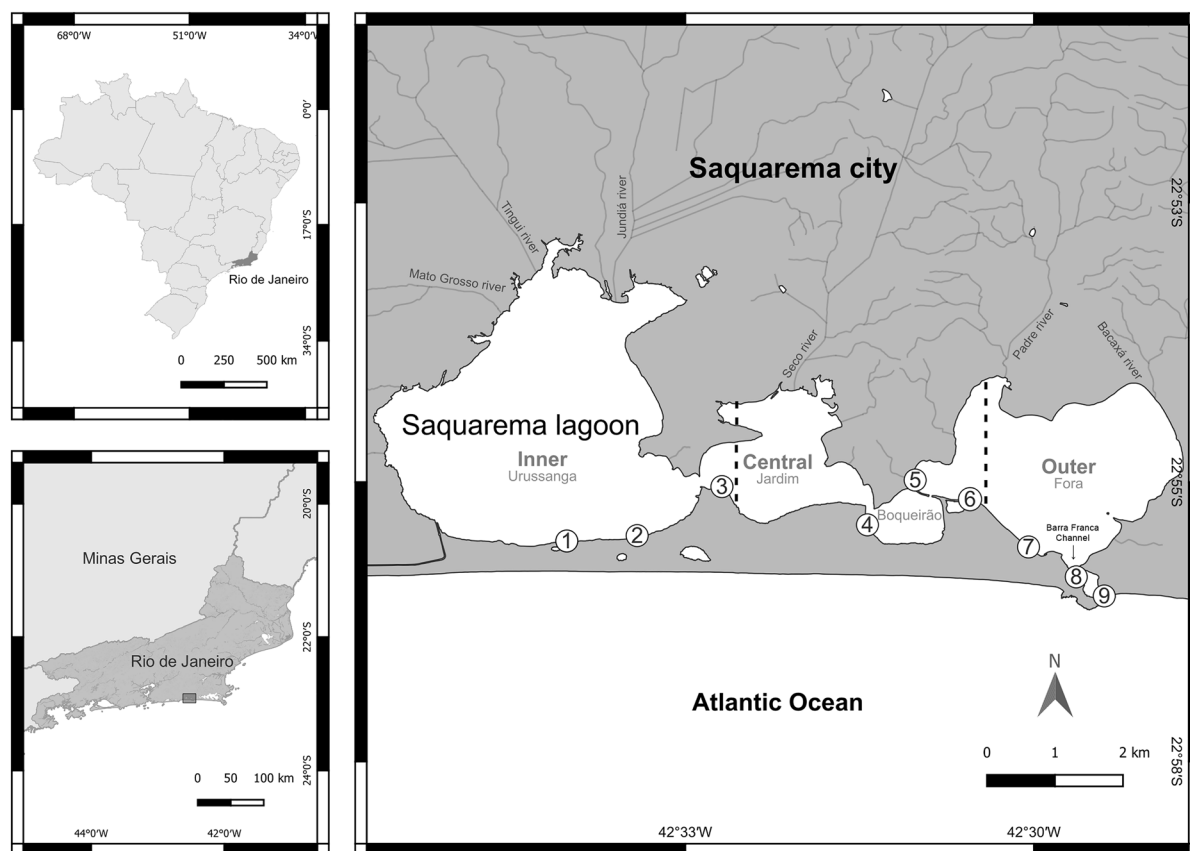 68°0'W 51°0'W 34°0'W
0°0'
17°0'S
34°0'S
Rio de Janeiro
0 250 500 km
Minas Gerais
Rio de Janeiro
20°0'S
22°0'S
24°0'S
0 50 100 km
44°0'W 42°0'W
Saquarema city
22°53'S
Tingui river
Jundiá river
Mato Grosso river
Seco river
Padre river
Bacaxá river
Saquarema lagoon
Inner
Urussanga
Central
Jardim
Outer
Fora
22°55'S
3
5
6
4
Boqueirão
Barra Franca
Channel
1
2
7
8
9
N
Atlantic Ocean
0 1 2 km
22°58'S
42°33'W 42°30'W